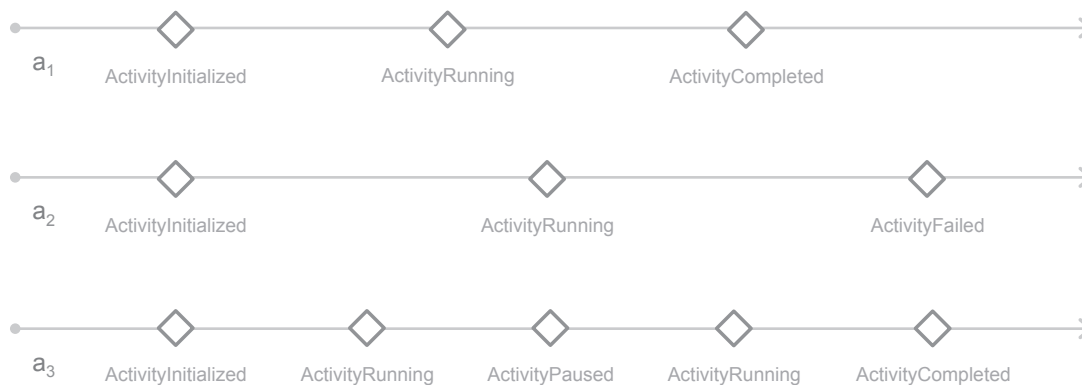 a1
ActivityInitialized ActivityRunning ActivityCompleted
a2
ActivityInitialized ActivityRunning ActivityFailed
a3
ActivityInitialized ActivityRunning ActivityPaused ActivityRunning ActivityCompleted